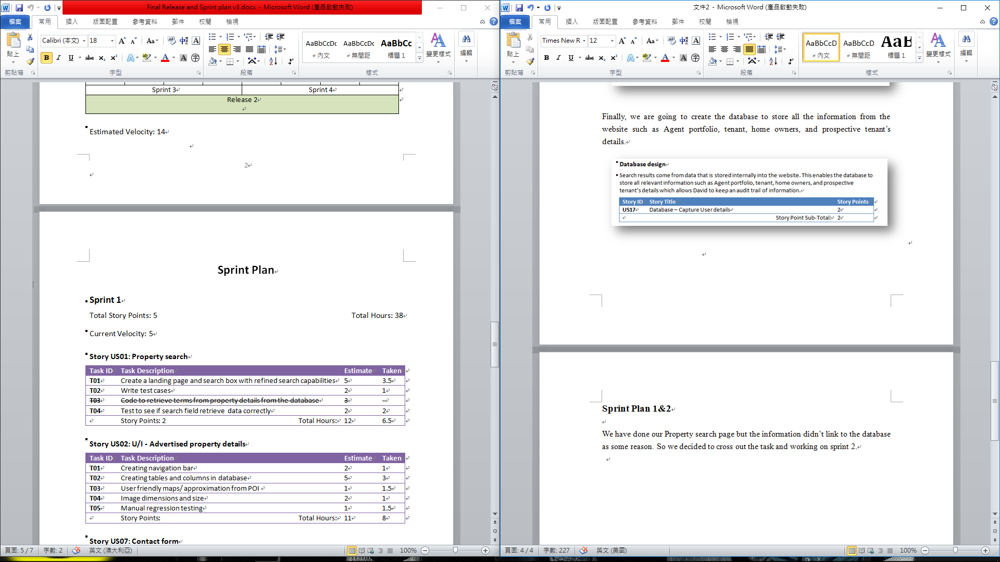 Final Release and Sprint plan v3.docx - Microsoft Word (產品啟動失敗)
檔案 常用 插入 版面配置 參考資料 郵件 校閱 檢視
Calibri (本文) 18
貼上
剪貼簿 字型 段落 樣式
AaBbCcDc AaBbCcDc AaBbCc
內文 無間距 標題 1
變更樣式 編輯
Sprint 3 Sprint 4
Release 2
Estimated Velocity: 14
2
Sprint Plan
Sprint 1
Total Story Points: 5 Total Hours: 38
Current Velocity: 5
Story US01: Property search
Task ID Task Description Estimate Taken
T01 Create a landing page and search box with refined search capabilities 5 3.5
T02 Write test cases 2 1
T03 Code to retrieve terms from property details from the database 3 -
T04 Test to see if search field retrieve data correctly 2 2
Story Points: 2 Total Hours: 12 6.5
Story US02: U/I - Advertised property details
Task ID Task Description Estimate Taken
T01 Creating navigation bar 2 1
T02 Creating tables and columns in database 5 3
T03 User friendly maps/ approximation from POI 1 1.5
T04 Image dimensions and size 2 1
T05 Manual regression testing 1 1.5
Story Points: Total Hours: 11 8
Story US07: Contact form
頁面: 5 / 7 字數: 2 英文 (澳大利亞) 100%
文件2 - Microsoft Word (產品啟動失敗)
檔案 常用 插入 版面配置 參考資料 郵件 校閱 檢視
Times New R 12
貼上
剪貼簿 字型 段落 樣式
AaBbCcD AaBbCcD AaB
內文 無間距 標題 1
變更樣式 編輯
Finally, we are going to create the database to store all the information from the
website such as Agent portfolio, tenant, home owners, and prospective tenant’s
details.
Database design
Search results come from data that is stored internally into the website. This enables the database to
store all relevant information such as Agent portfolio, tenant, home owners, and prospective
tenant’s details which allows David to keep an audit trail of information.
Story ID Story Title Story Points
US17 Database – Capture User details 2
Story Point Sub-Total: 2
Sprint Plan 1&2
We have done our Property search page but the information didn’t link to the database
as some reason. So we decided to cross out the task and working on sprint 2.
頁面: 4 / 4 字數: 227 英文 (美國) 100%